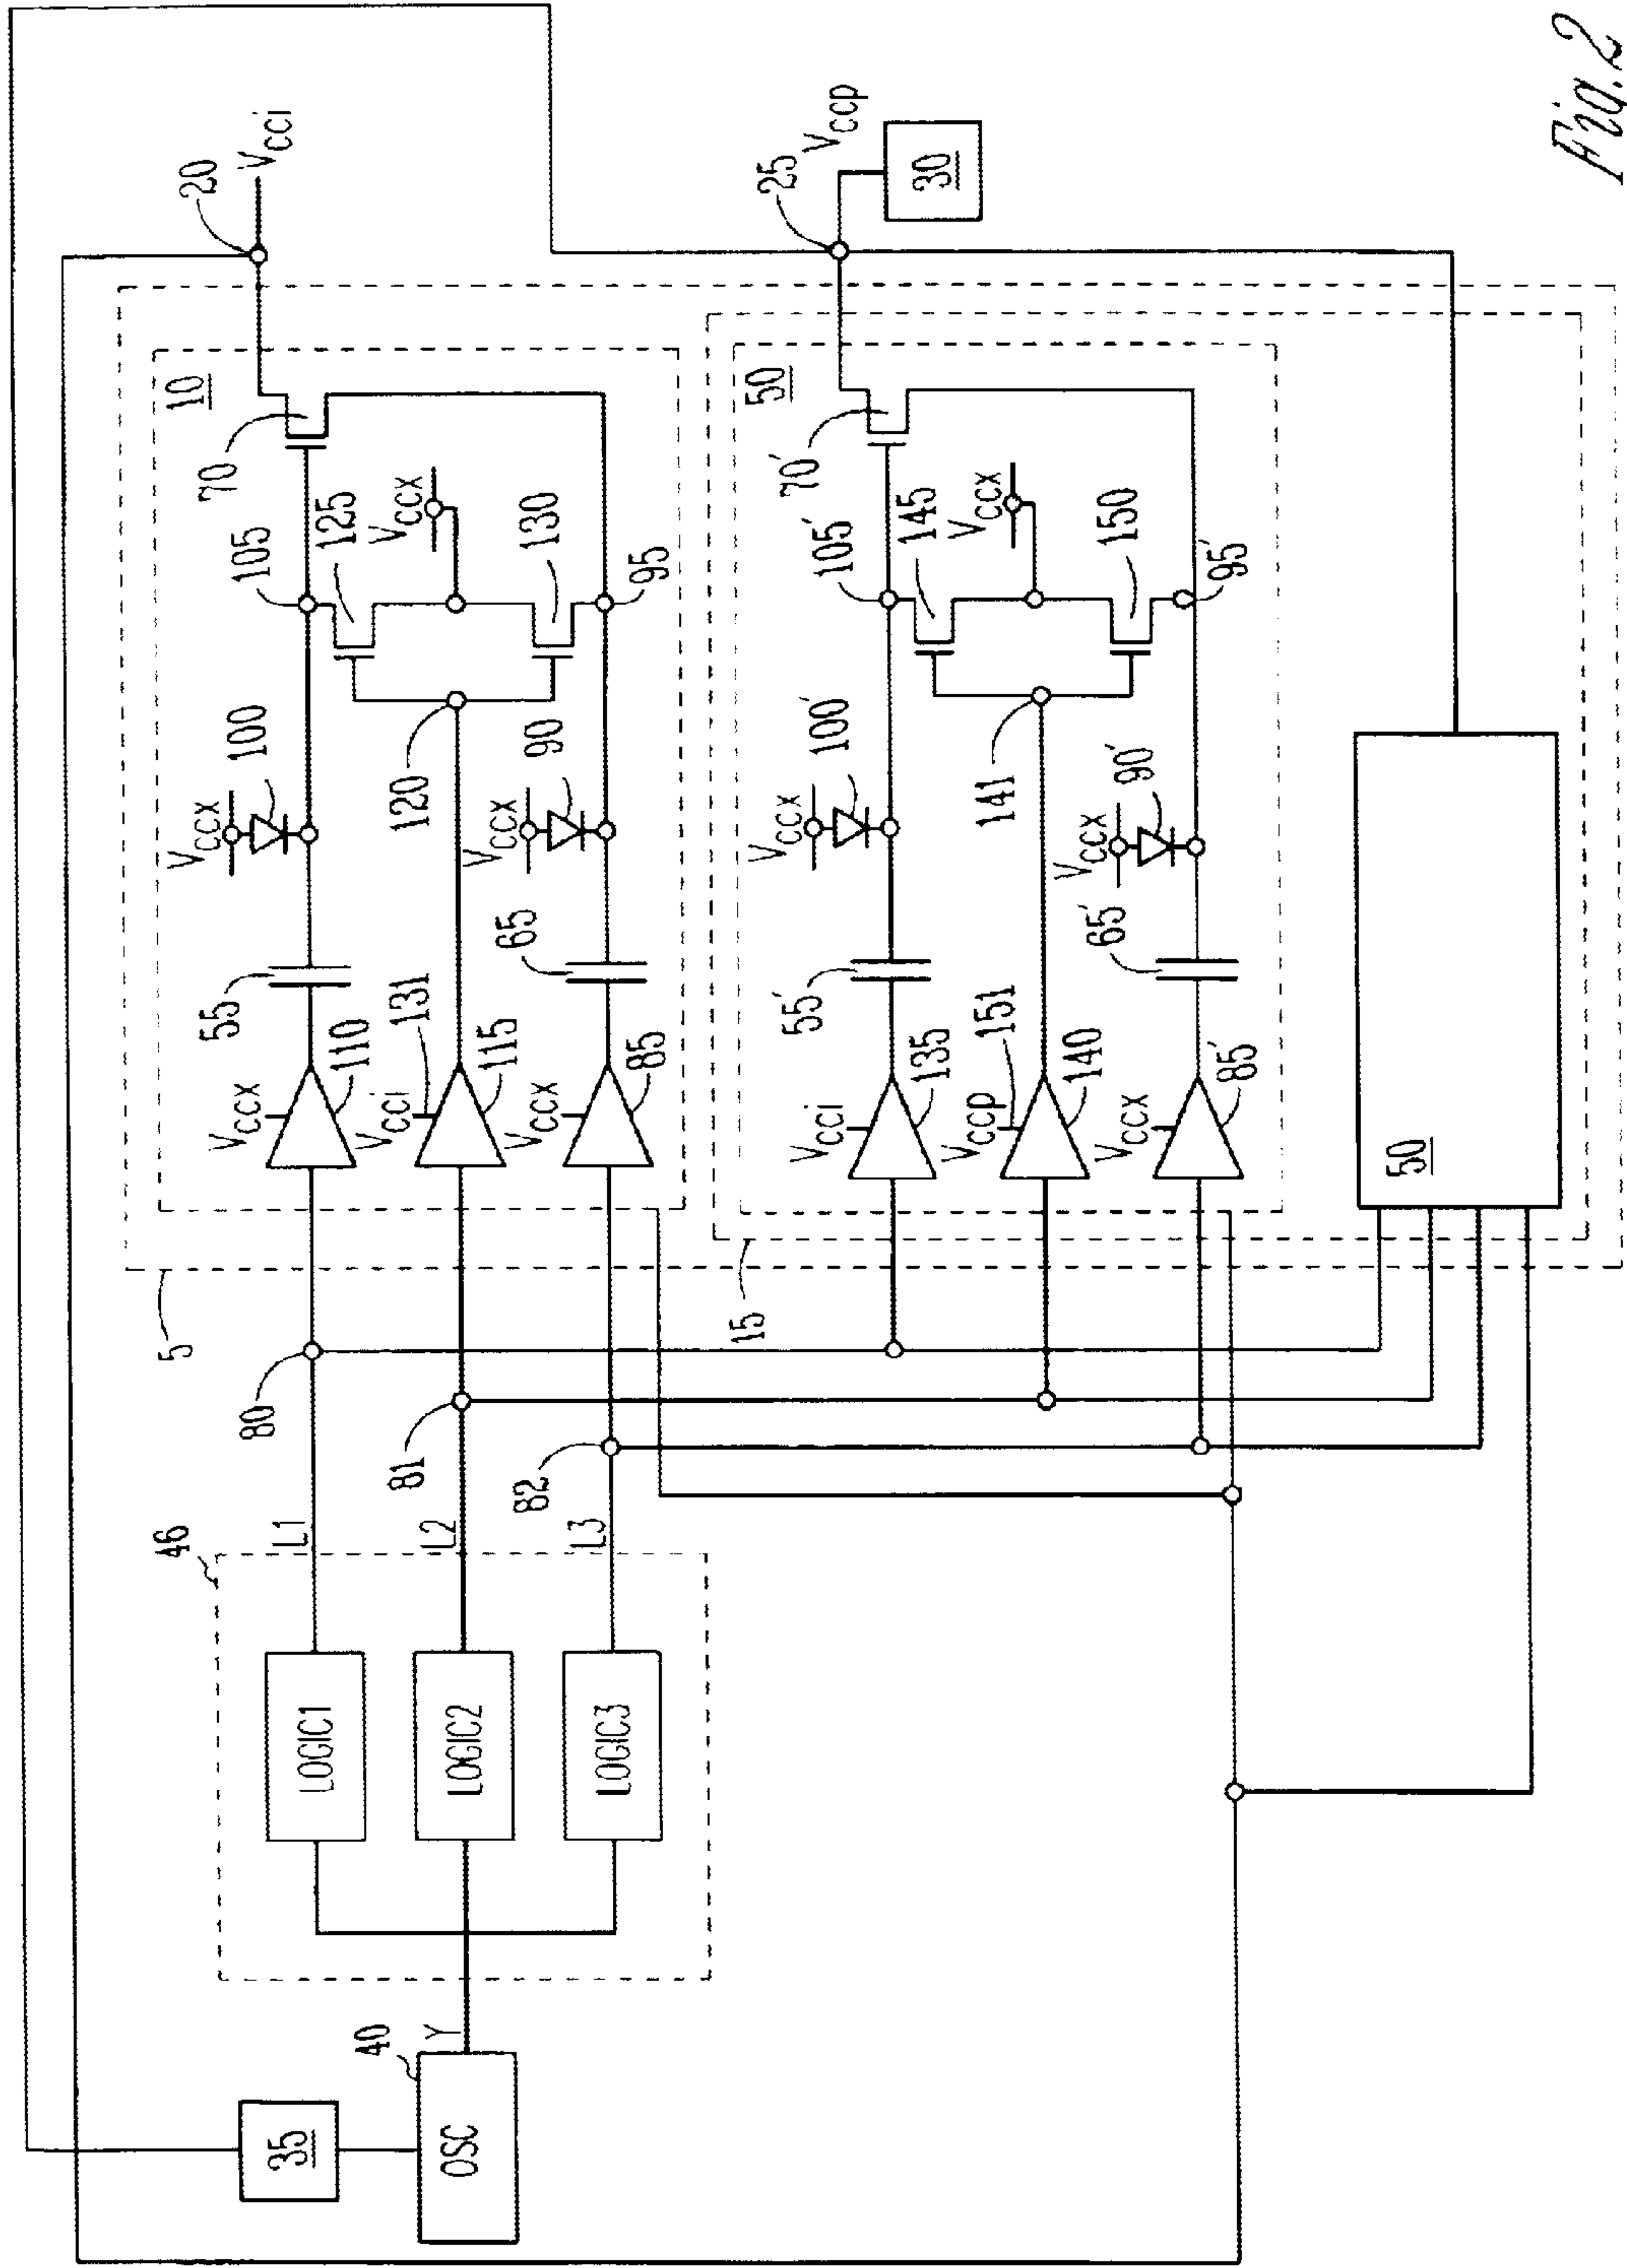 20
Vcci
10
70
105
125
Vccx
130
95
Vccx
100
120
Vccx
90
55
131
65
Vccx
110
Vcci
115
Vccx
85
5
80
81
82
L1
L2
L3
46
LOGIC1
LOGIC2
LOGIC3
40
Y
35
OSC
25
Vccp
30
50
70'
105'
145
Vccx
150
95'
Vccx
100'
141
Vccx
90'
55'
151
65'
Vcci
135
Vccp
140
Vccx
85'
15
50
Fig. 2